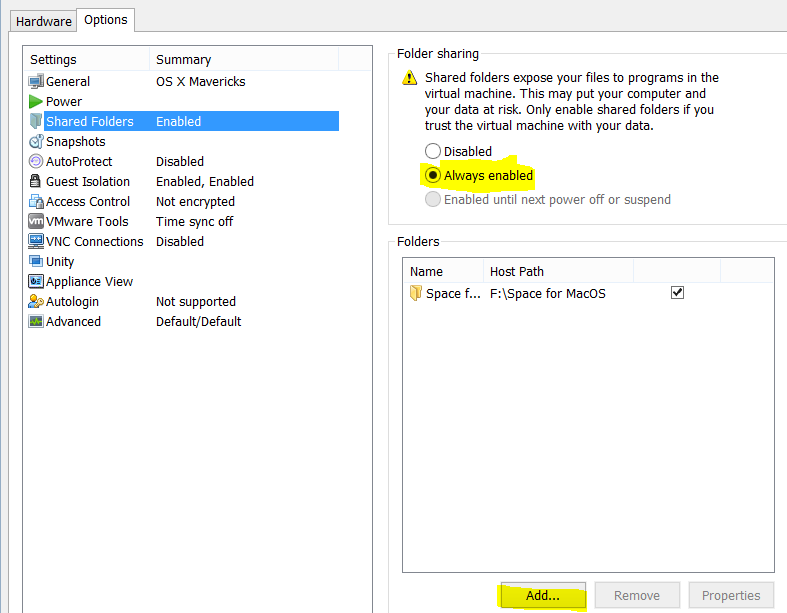 Hardware Options
Settings Summary
General OS X Mavericks
Power
Shared Folders Enabled
Snapshots
AutoProtect Disabled
Guest Isolation Enabled, Enabled
Access Control Not encrypted
vm VMware Tools Time sync off
VNC Connections Disabled
Unity
Appliance View
Autologin Not supported
Advanced Default/Default
Folder sharing
Shared folders expose your files to programs in the
virtual machine. This may put your computer and
your data at risk. Only enable shared folders if you
trust the virtual machine with your data.
Disabled
Always enabled
Enabled until next power off or suspend
Folders
Name Host Path
Space f... F:\Space for MacOS
Add... Remove Properties